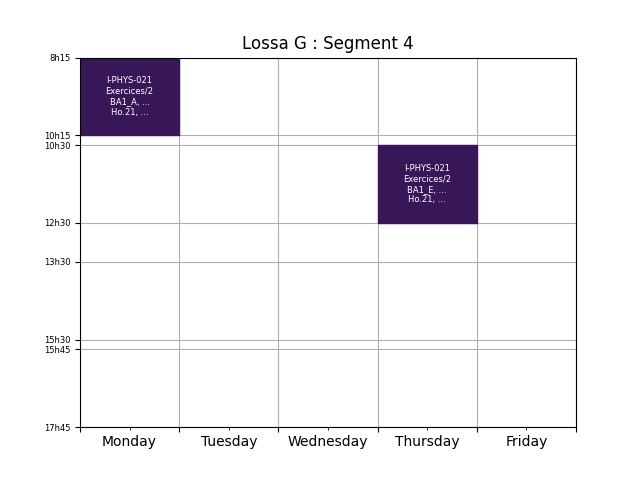 Lossa G : Segment 4
8h15
I-PHYS-021
Exercices/2
BA1_A, ...
Ho.21, ...
10h15
10h30
I-PHYS-021
Exercices/2
BA1_E, ...
Ho.21, ...
12h30
13h30
15h30
15h45
17h45
Monday Tuesday Wednesday Thursday Friday